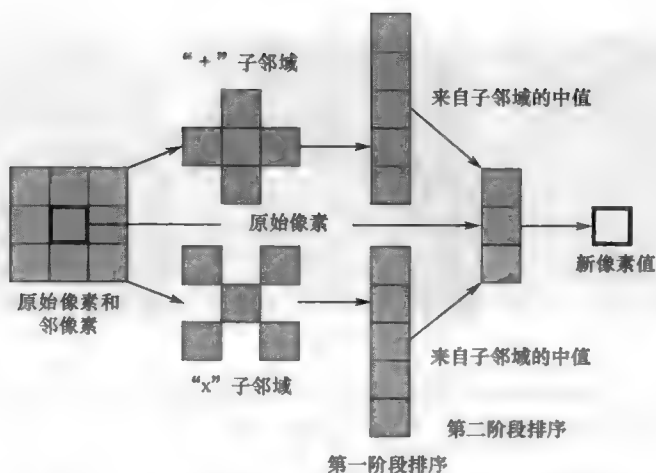 “+” 子邻域
来自子邻域的中值
原始像素
新像素值
原始像素和
邻像素
“x” 子邻域
来自子邻域的中值
第二阶段排序
第一阶段排序